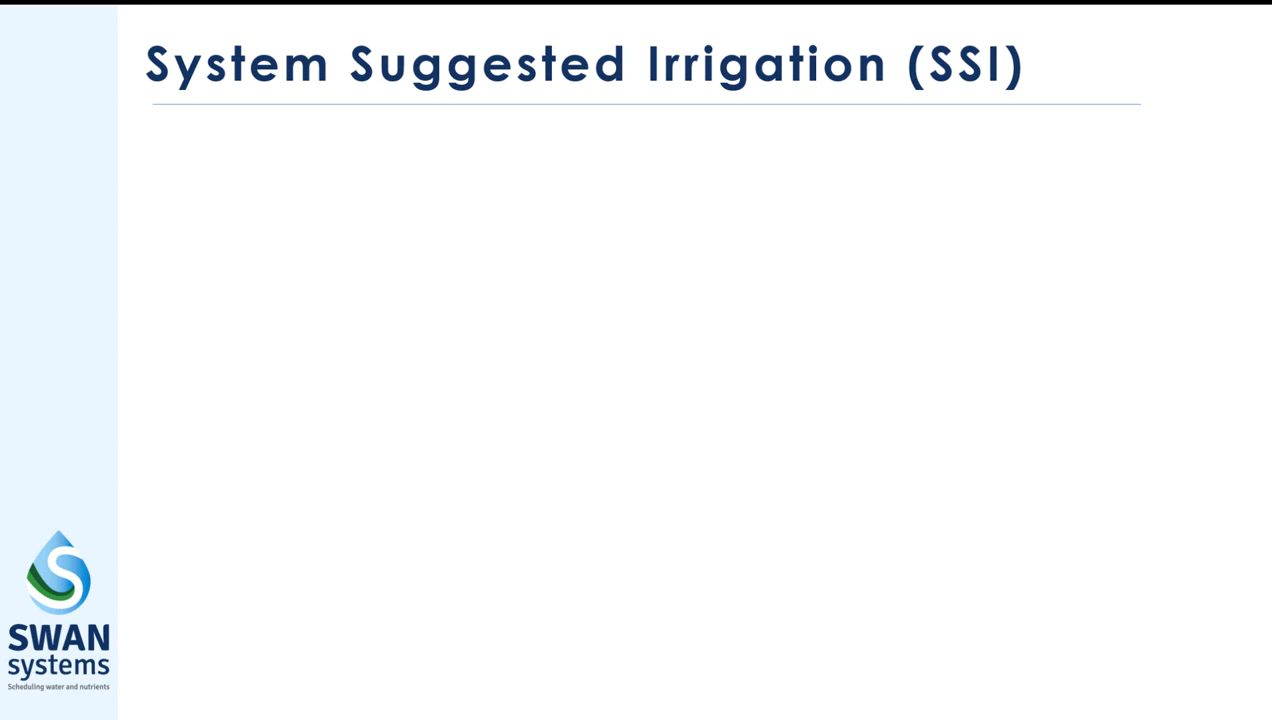 System Suggested Irrigation (SSI)
SWAN
systems
Scheduling water and nutrients